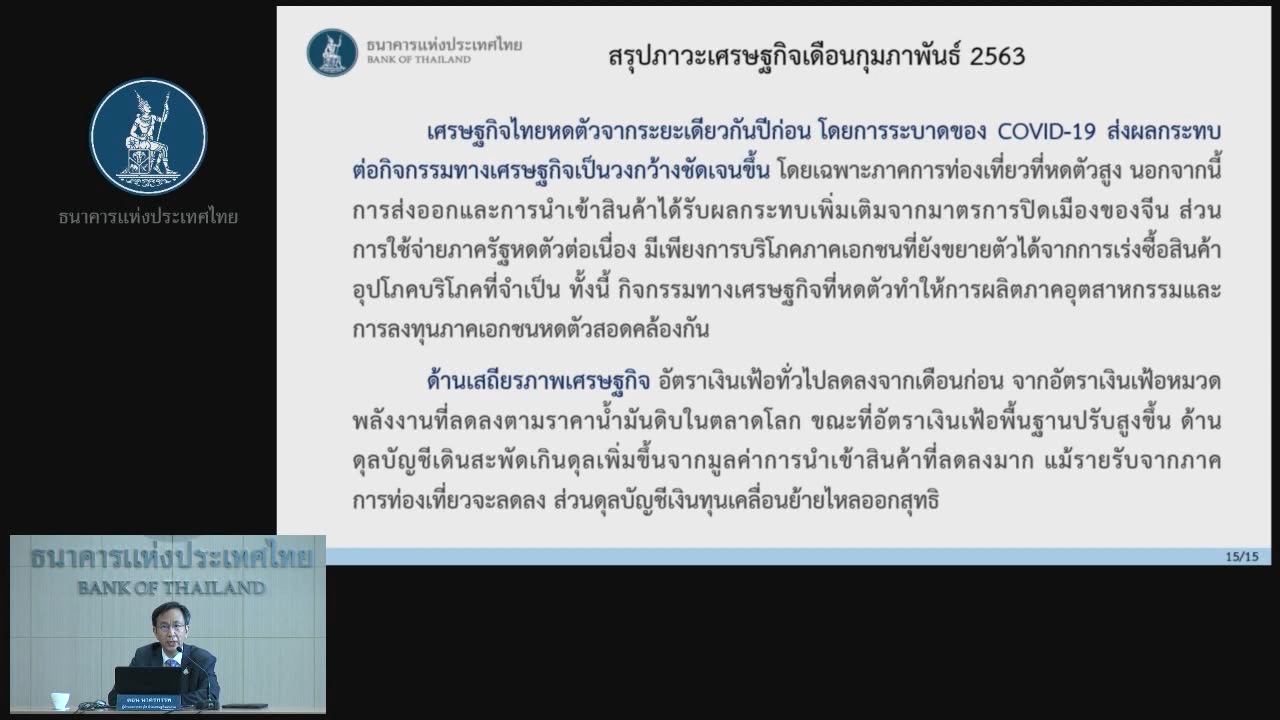 ธนาคารแห่งประเทศไทย
BANK OF THAILAND
สรุปภาวะเศรษฐกิจเดือนกุมภาพันธ์ 2563
ธนาคารแห่งประเทศไทย
เศรษฐกิจไทยหดตัวจากระยะเดียวกันปีก่อน โดยการระบาดของ COVID-19 ส่งผลกระทบ
ต่อกิจกรรมทางเศรษฐกิจเป็นวงกว้างชัดเจนขึ้น โดยเฉพาะภาคการท่องเที่ยวที่หดตัวสูง นอกจากนี้
การส่งออกและการนำเข้าสินค้าได้รับผลกระทบเพิ่มเติมจากมาตรการปิดเมืองของจีน ส่วน
การใช้จ่ายภาครัฐหดตัวต่อเนื่อง มีเพียงการบริโภคภาคเอกชนที่ยังขยายตัวได้จากการเร่งซื้อสินค้า
อุปโภคบริโภคที่จำเป็น ทั้งนี้ กิจกรรมทางเศรษฐกิจที่หดตัวทำให้การผลิตภาคอุตสาหกรรมและ
การลงทุนภาคเอกชนหดตัวสอดคล้องกัน
ด้านเสถียรภาพเศรษฐกิจ อัตราเงินเฟ้อทั่วไปลดลงจากเดือนก่อน จากอัตราเงินเฟ้อหมวด
พลังงานที่ลดลงตามราคาน้ำมันดิบในตลาดโลก ขณะที่อัตราเงินเฟ้อพื้นฐานปรับสูงขึ้น ด้าน
ดุลบัญชีเดินสะพัดเกินดุลเพิ่มขึ้นจากมูลค่าการนำเข้าสินค้าที่ลดลงมาก แม้รายรับจากภาค
การท่องเที่ยวจะลดลง ส่วนดุลบัญชีเงินทุนเคลื่อนย้ายไหลออกสุทธิ
15/15
ธนาคารแห่งประเทศไทย
BANK OF THAILAND
ดอน นาครทรรพ